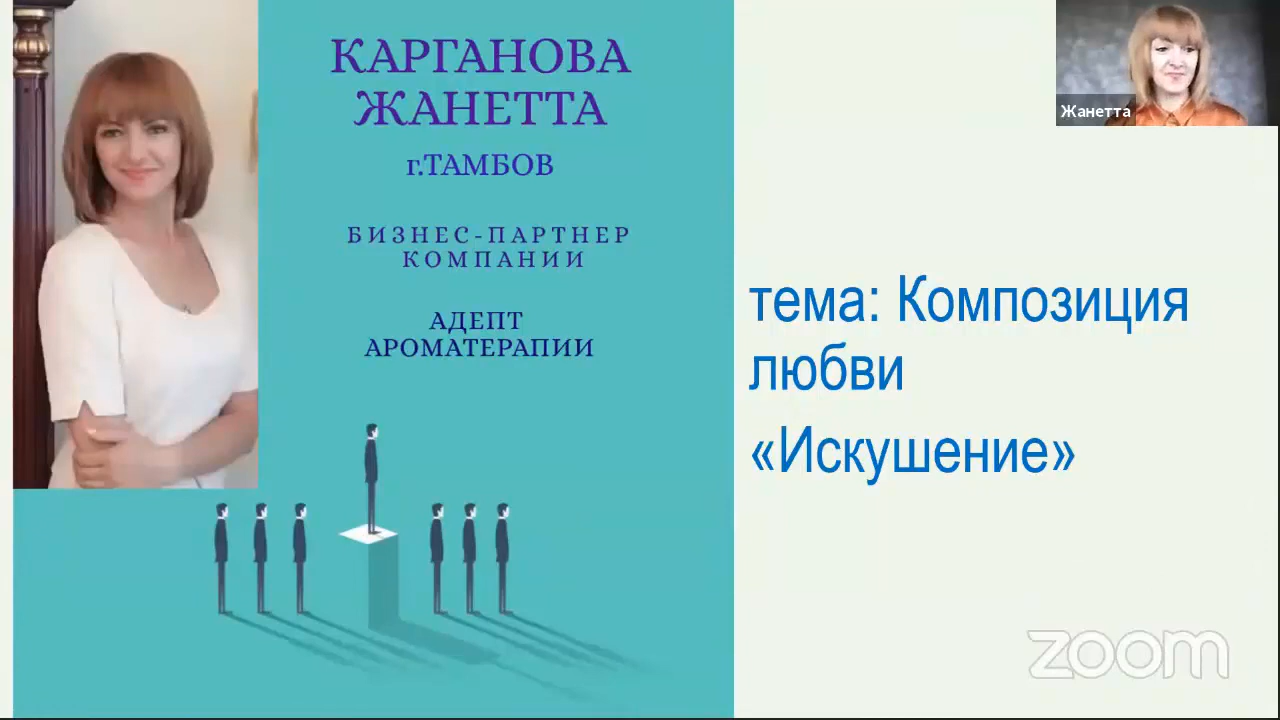 КАРГАНОВА
ЖАНЕТТА
г.ТАМБОВ
БИЗНЕС-ПАРТНЕР
КОМПАНИИ
АДЕПТ
АРОМАТЕРАПИИ
Жанетта
тема: Композиция
любви
«Искушение»
zoom